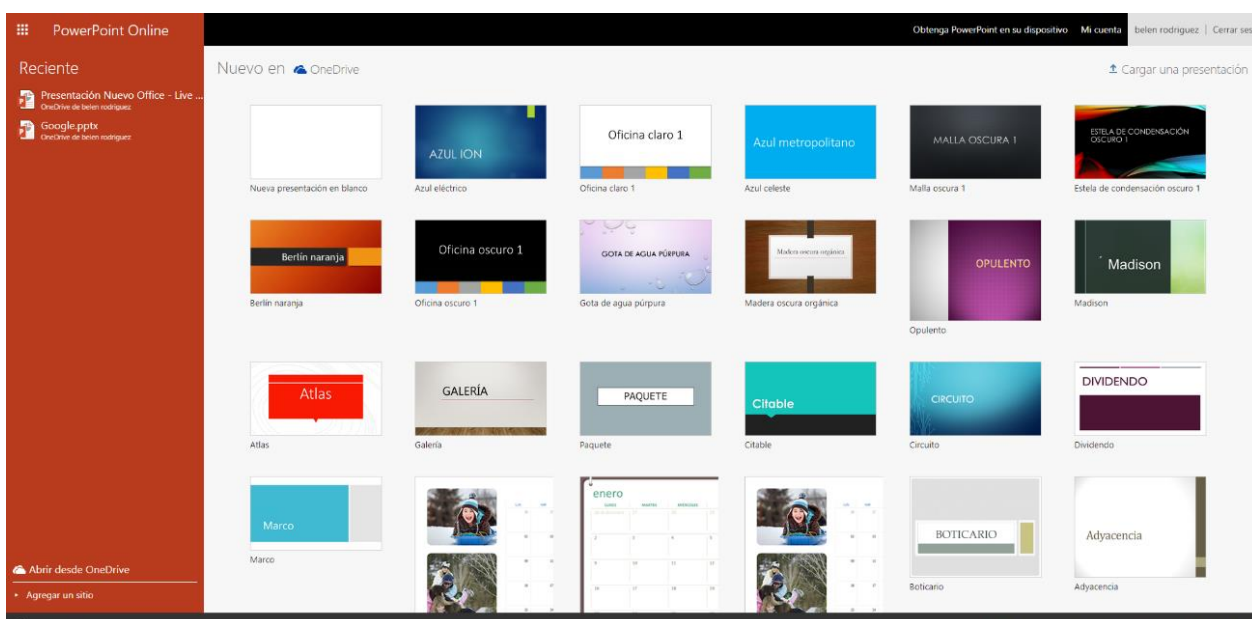 PowerPoint Online
Obtenga PowerPoint en su dispositivo Mi cuenta belen rodriguez | Cerrar ses
Reciente
Presentación Nuevo Office - Live ...
OneDrive de belen rodriguez
Google.pptx
OneDrive de belen rodriguez
Abrir desde OneDrive
Agregar un sitio
Nuevo en OneDrive
Cargar una presentación
AZUL ION
Oficina claro 1
Azul metropolitano
MALLA OSCURA 1
ESTELA DE CONDENSACIÓN
OSCURO 1
Nueva presentación en blanco
Azul eléctrico
Oficina claro 1
Azul celeste
Malla oscura 1
Estela de condensación oscuro 1
Berlín naranja
Oficina oscuro 1
GOTA DE AGUA PÚRPURA
Madera oscura orgánica
OPULENTO
Madison
Berlín naranja
Oficina oscuro 1
Gota de agua púrpura
Madera oscura orgánica
Opulento
Madison
Atlas
GALERÍA
PAQUETE
Citable
CIRCUITO
DIVIDENDO
Atlas
Galería
Paquete
Citable
Circuito
Dividendo
Marco
enero
LUNES MARTES MIÉRCOLES
BOTICARIO
Adyacencia
Marco
Boticario
Adyacencia